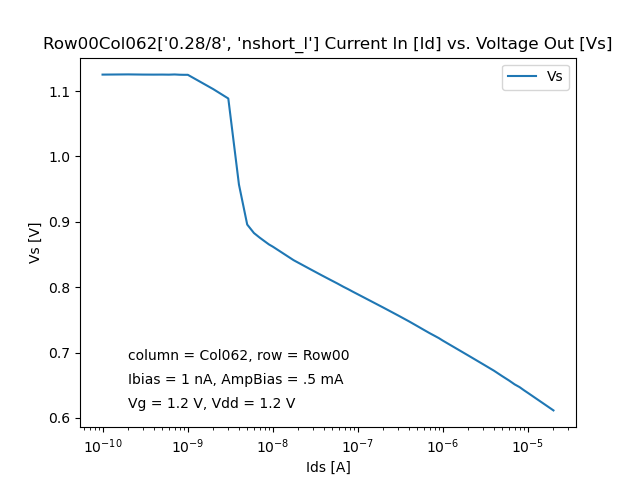 Row00Col062['0.28/8', 'nshort_l'] Current In [Id] vs. Voltage Out [Vs]
Vs
1.1
1.0
0.9
0.8
0.7
0.6
Vs [V]
column = Col062, row = Row00
Ibias = 1 nA, AmpBias = .5 mA
Vg = 1.2 V, Vdd = 1.2 V
10⁻¹⁰ 10⁻⁹ 10⁻⁸ 10⁻⁷ 10⁻⁶ 10⁻⁵
Ids [A]